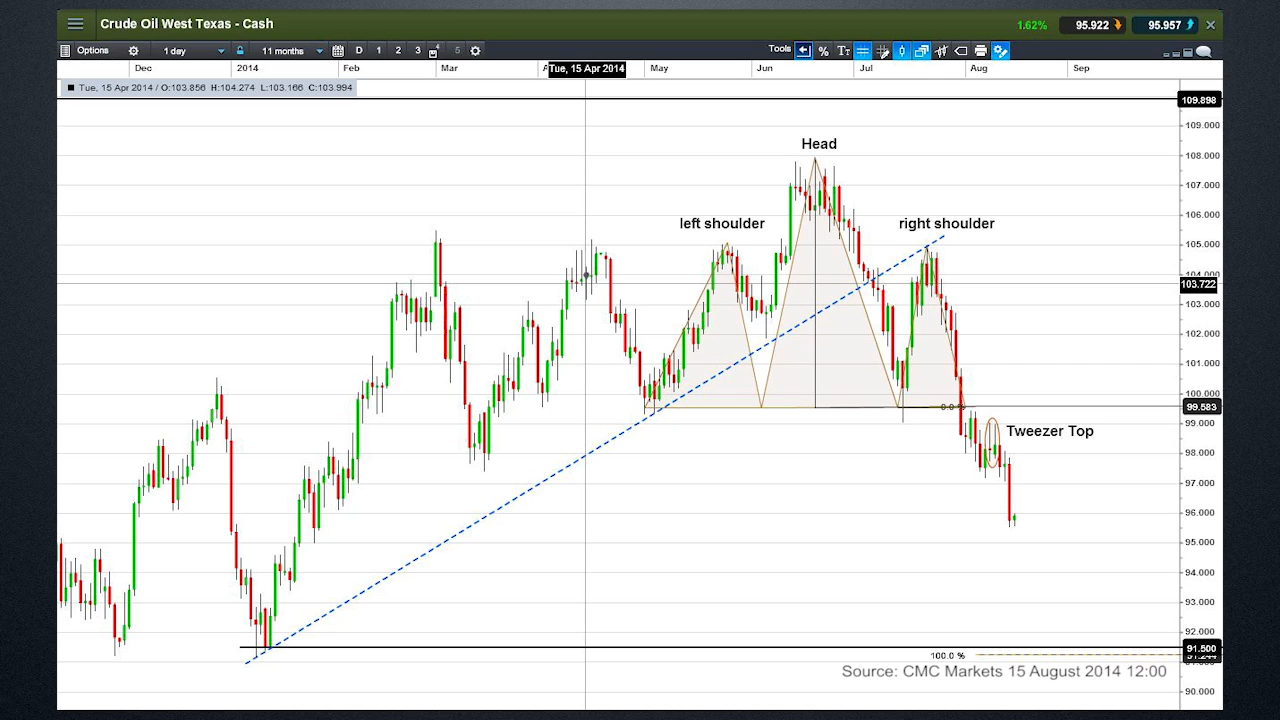 Crude Oil West Texas - Cash
1.62%
95.922
95.957
Options
1 day
11 months
D
1
2
3
5
Tools
%
Dec
2014
Feb
Mar
Tue, 15 Apr 2014
May
Jun
Jul
Aug
Sep
Tue, 15 Apr 2014 / O:103.856 H:104.274 L:103.166 C:103.994
109.898
109.000
Head
108.000
107.000
106.000
left shoulder
right shoulder
105.000
104.000
103.722
103.000
102.000
101.000
100.000
0.0 %
99.583
99.000
Tweezer Top
98.000
97.000
96.000
95.000
94.000
93.000
92.000
91.500
100.0 %
Source: CMC Markets 15 August 2014 12:00
90.000